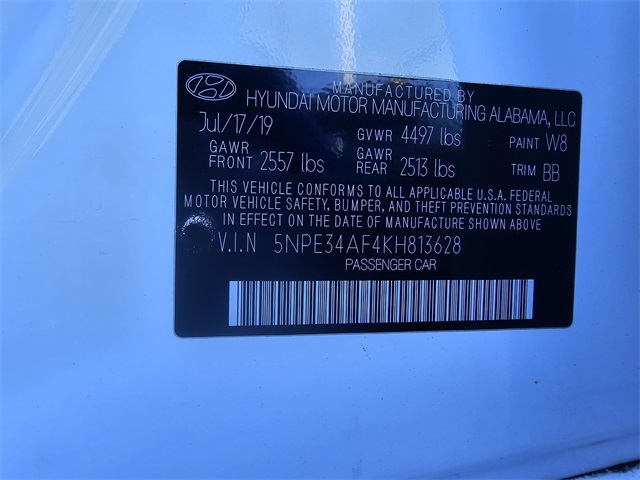 MANUFACTURED BY
HYUNDAI MOTOR MANUFACTURING ALABAMA, LLC
Jul/17/19 GVWR 4497 lbs PAINT W8
GAWR FRONT 2557 lbs GAWR REAR 2513 lbs TRIM BB
THIS VEHICLE CONFORMS TO ALL APPLICABLE U.S.A. FEDERAL
MOTOR VEHICLE SAFETY, BUMPER, AND THEFT PREVENTION STANDARDS
IN EFFECT ON THE DATE OF MANUFACTURE SHOWN ABOVE.
V.I.N 5NPE34AF4KH813628
PASSENGER CAR